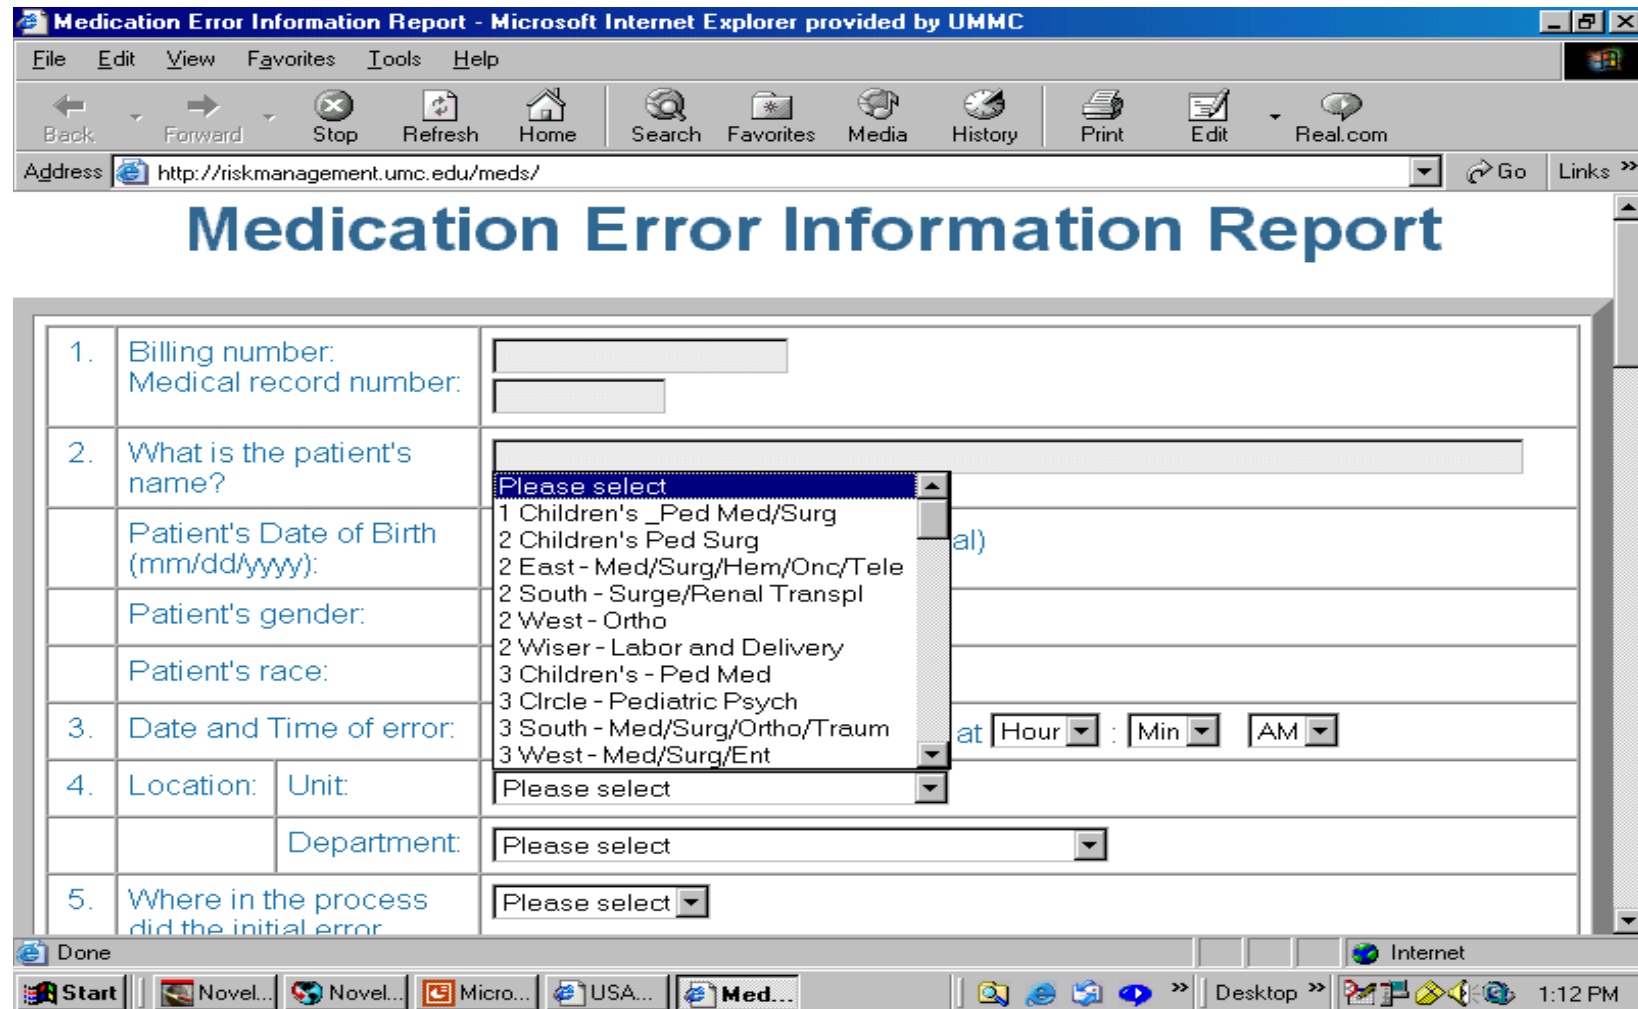 Medication Error Information Report - Microsoft Internet Explorer provided by UMMC
File Edit View Favorites Tools Help
Back Forward Stop Refresh Home Search Favorites Media History Print Edit Real.com
Address http://riskmanagement.umc.edu/meds/ Go Links »
Medication Error Information Report
1. Billing number:
Medical record number:
2. What is the patient's
name?
Please select
1 Children's _Ped Med/Surg
Patient's Date of Birth
2 Children's Ped Surg al)
(mm/dd/yyyy):
2 East - Med/Surg/Hem/Onc/Tele
2 South - Surge/Renal Transpl
Patient's gender:
2 West - Ortho
2 Wiser - Labor and Delivery
Patient's race:
3 Children's - Ped Med
3 CIrcle - Pediatric Psych
3. Date and Time of error: 3 South - Med/Surg/Ortho/Traum at Hour : Min AM
3 West - Med/Surg/Ent
4. Location: Unit: Please select
Department: Please select
5. Where in the process Please select
did the initial error
Done Internet
Start Novel... Novel... Micro... USA... Med... » Desktop » 1:12 PM